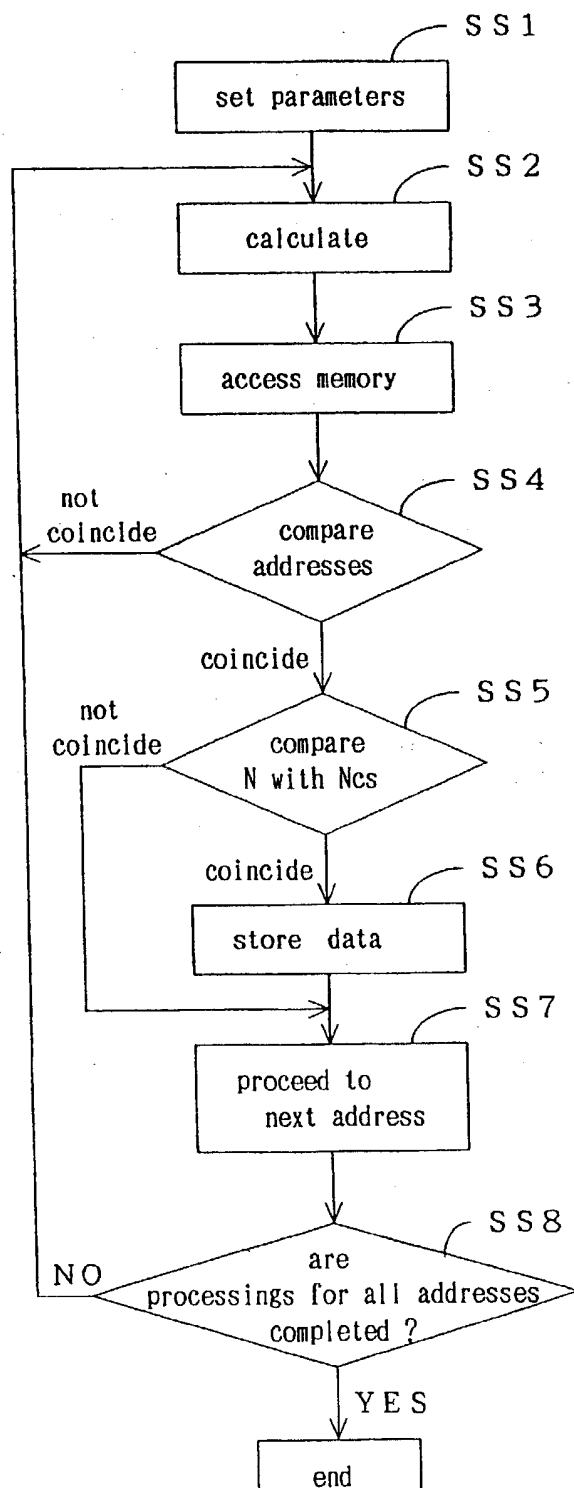 SS1
set parameters
SS2
calculate
SS3
access memory
SS4
not
coincide
compare
addresses
coincide
SS5
not
coincide
compare
N with Ncs
coincide
SS6
store data
SS7
proceed to
next address
SS8
are
processings for all addresses
completed ?
NO
YES
end